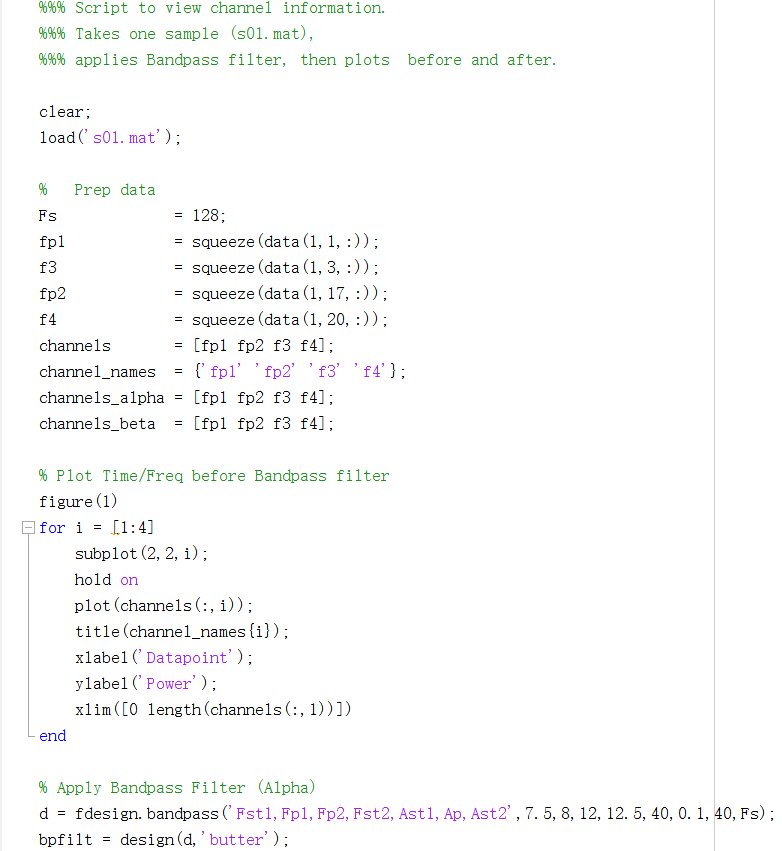 %%% Script to view channel information.
%%% Takes one sample (s01.mat),
%%% applies Bandpass filter, then plots  before and after.
clear;
load('s01.mat');
%   Prep data
Fs             = 128;
fp1            = squeeze(data(1,1,:));
f3             = squeeze(data(1,3,:));
fp2            = squeeze(data(1,17,:));
f4             = squeeze(data(1,20,:));
channels       = [fp1 fp2 f3 f4];
channel_names  = {'fp1' 'fp2' 'f3' 'f4'};
channels_alpha = [fp1 fp2 f3 f4];
channels_beta  = [fp1 fp2 f3 f4];
% Plot Time/Freq before Bandpass filter
figure(1)
for i = [1:4]
    subplot(2,2,i);
    hold on
    plot(channels(:,i));
    title(channel_names{i});
    xlabel('Datapoint');
    ylabel('Power');
    xlim([0 length(channels(:,1))])
end
% Apply Bandpass Filter (Alpha)
d = fdesign.bandpass('Fst1,Fp1,Fp2,Fst2,Ast1,Ap,Ast2',7.5,8,12,12.5,40,0.1,40,Fs);
bpfilt = design(d,'butter');